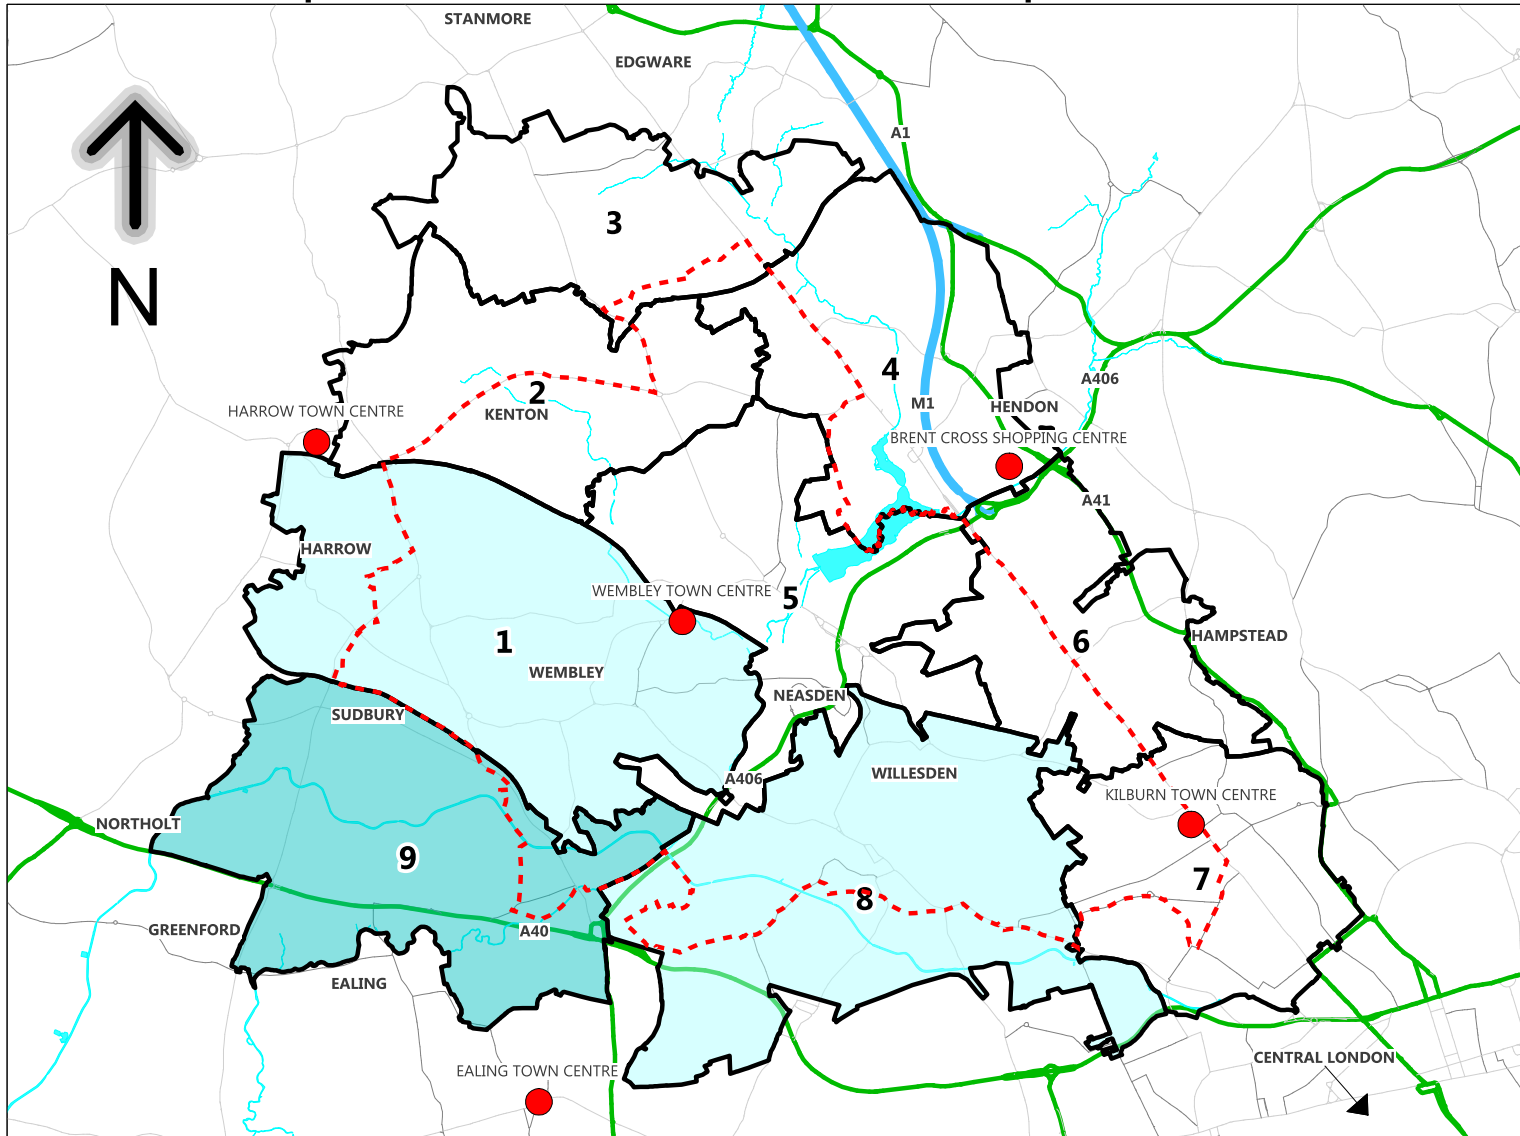 STANMORE
EDGWARE
A1
N
3
4
2
KENTON
HARROW TOWN CENTRE
A406
M1
HENDON
BRENT CROSS SHOPPING CENTRE
A41
HARROW
WEMBLEY TOWN CENTRE
5
1
6
HAMPSTEAD
WEMBLEY
NEASDEN
SUDBURY
A406
WILLESDEN
KILBURN TOWN CENTRE
NORTHOLT
9
7
8
GREENFORD
A40
EALING
CENTRAL LONDON
EALING TOWN CENTRE